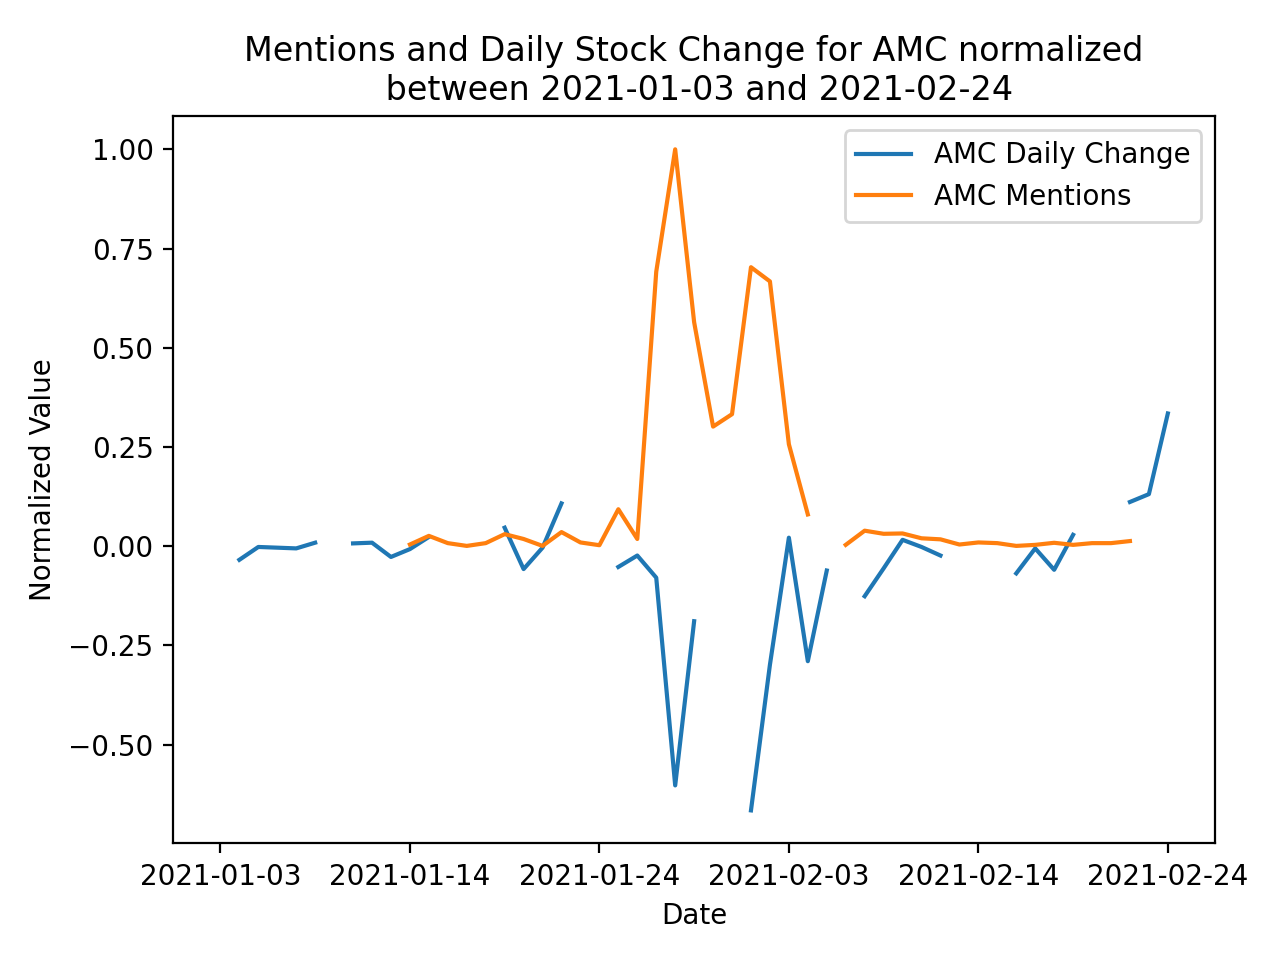 Mentions and Daily Stock Change for AMC normalized
between 2021-01-03 and 2021-02-24
AMC Daily Change
AMC Mentions
1.00
0.75
0.50
0.25
0.00
−0.25
−0.50
Normalized Value
2021-01-03 2021-01-14 2021-01-24 2021-02-03 2021-02-14 2021-02-24
Date